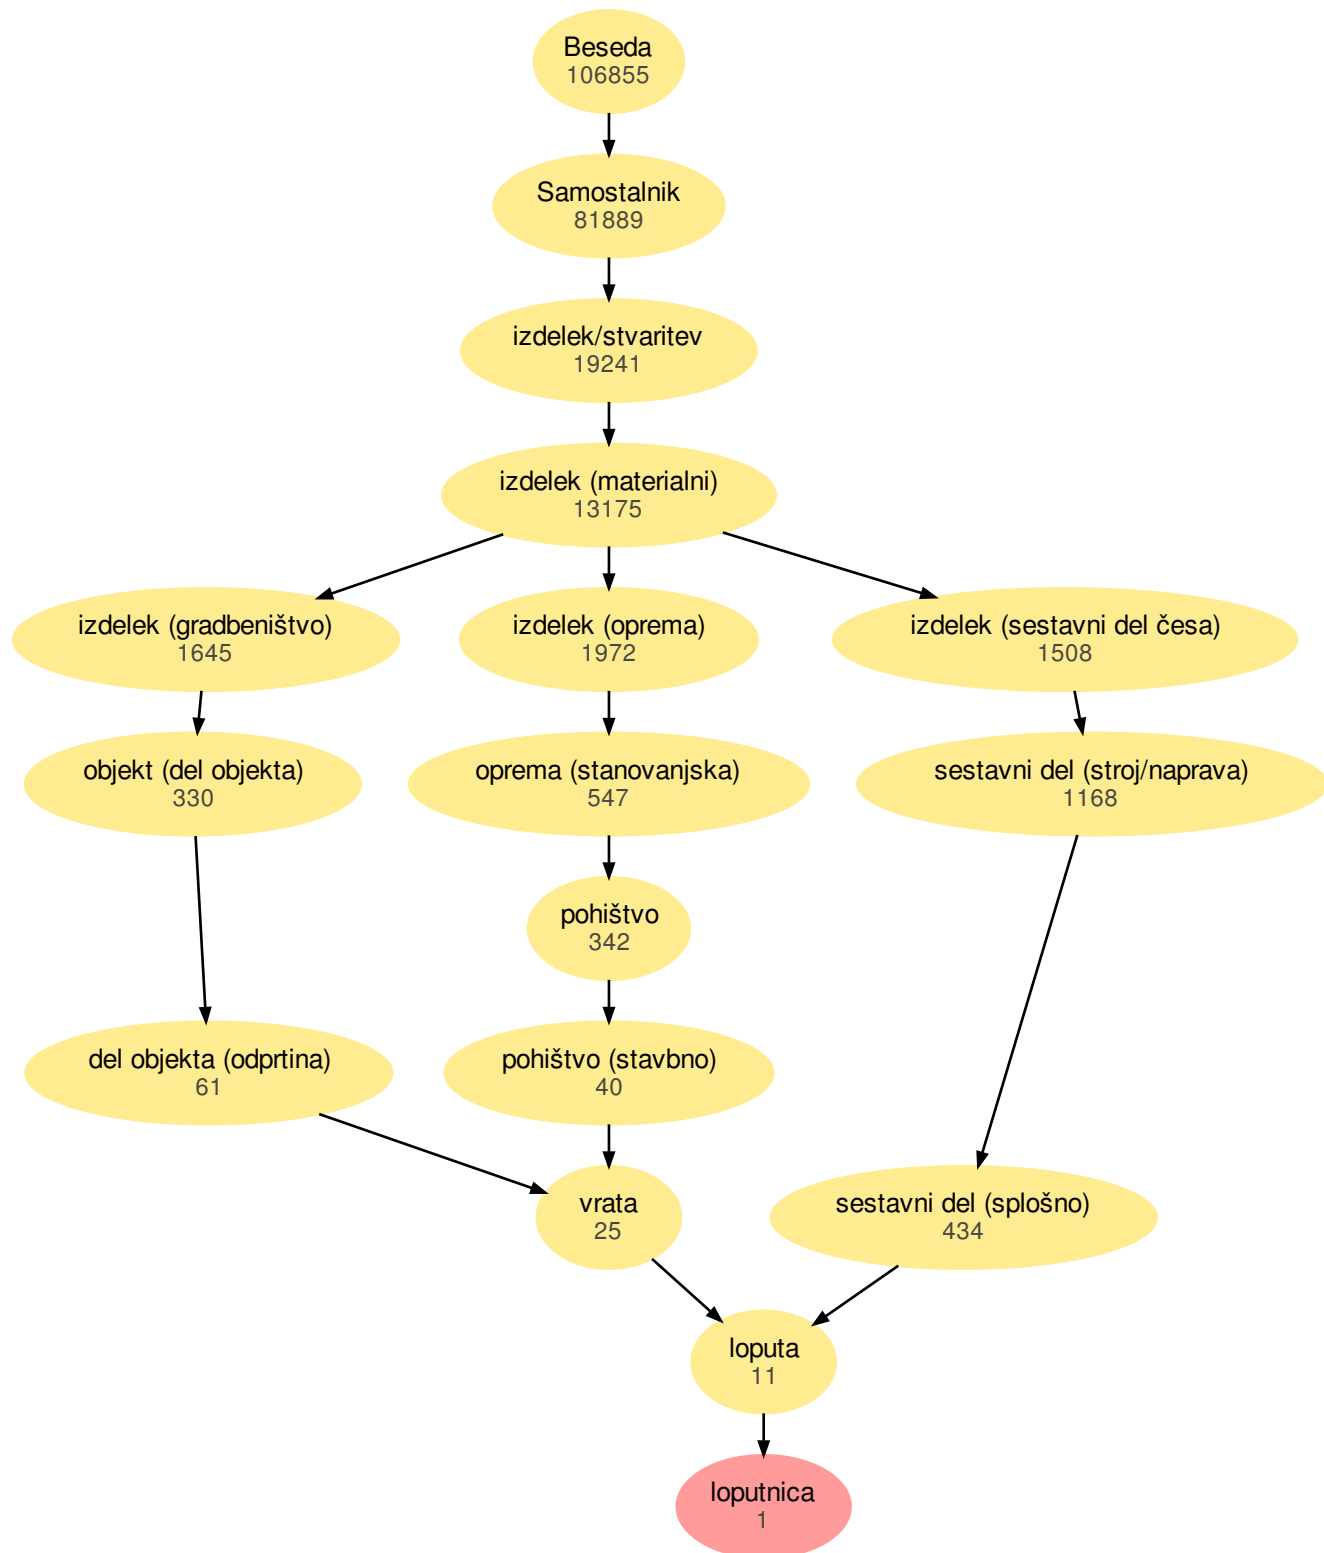 Beseda
106855
Samostalnik
81889
izdelek/stvaritev
19241
izdelek (materialni)
13175
izdelek (gradbeništvo)
1645
izdelek (oprema)
1972
izdelek (sestavni del česa)
1508
objekt (del objekta)
330
oprema (stanovanjska)
547
sestavni del (stroj/naprava)
1168
pohištvo
342
del objekta (odprtina)
61
pohištvo (stavbno)
40
vrata
25
sestavni del (splošno)
434
loputa
11
loputnica
1